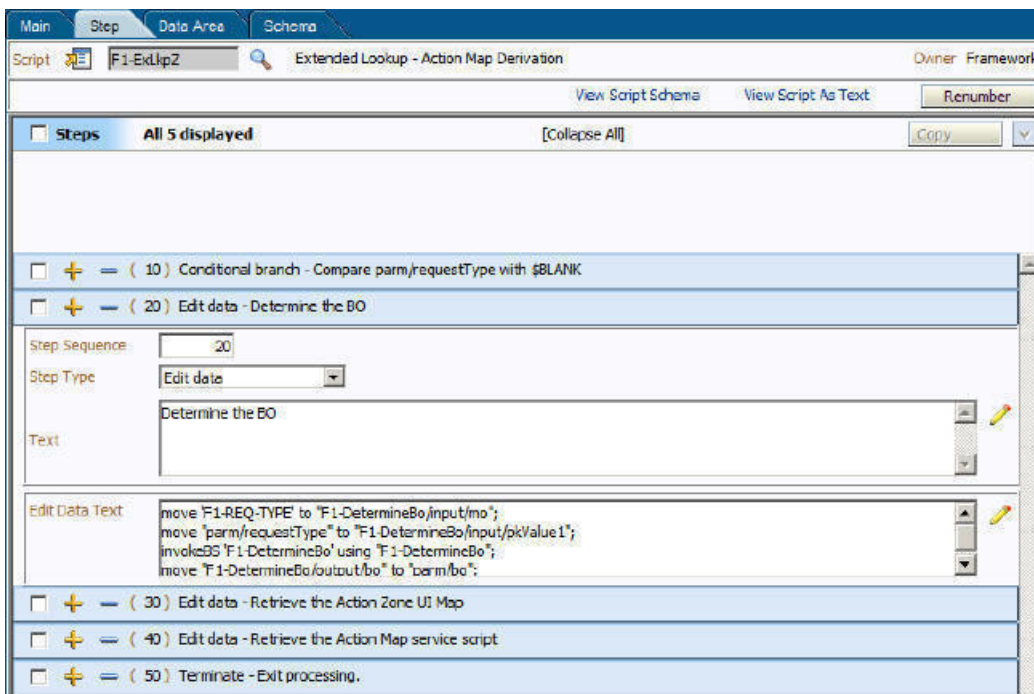 Main Step Data Area Schema
Script F1-ExLkpZ Extended Lookup - Action Map Derivation Owner Framework
View Script Schema View Script As Text Renumber
Steps All 5 displayed [Collapse All] Copy
( 10 ) Conditional branch - Compare parm/requestType with $BLANK
( 20 ) Edit data - Determine the BO
Step Sequence 20
Step Type Edit data
Text Determine the BO
Edit Data Text move 'F1-REQ-TYPE' to "F1-DetermineBo/input/mo";
move "parm/requestType" to "F1-DetermineBo/input/pkValue1";
invokeBS 'F1-DetermineBo' using "F1-DetermineBo";
move "F1-DetermineBo/output/bo" to "parm/bo";
( 30 ) Edit data - Retrieve the Action Zone UI Map
( 40 ) Edit data - Retrieve the Action Map service script
( 50 ) Terminate - Exit processing.